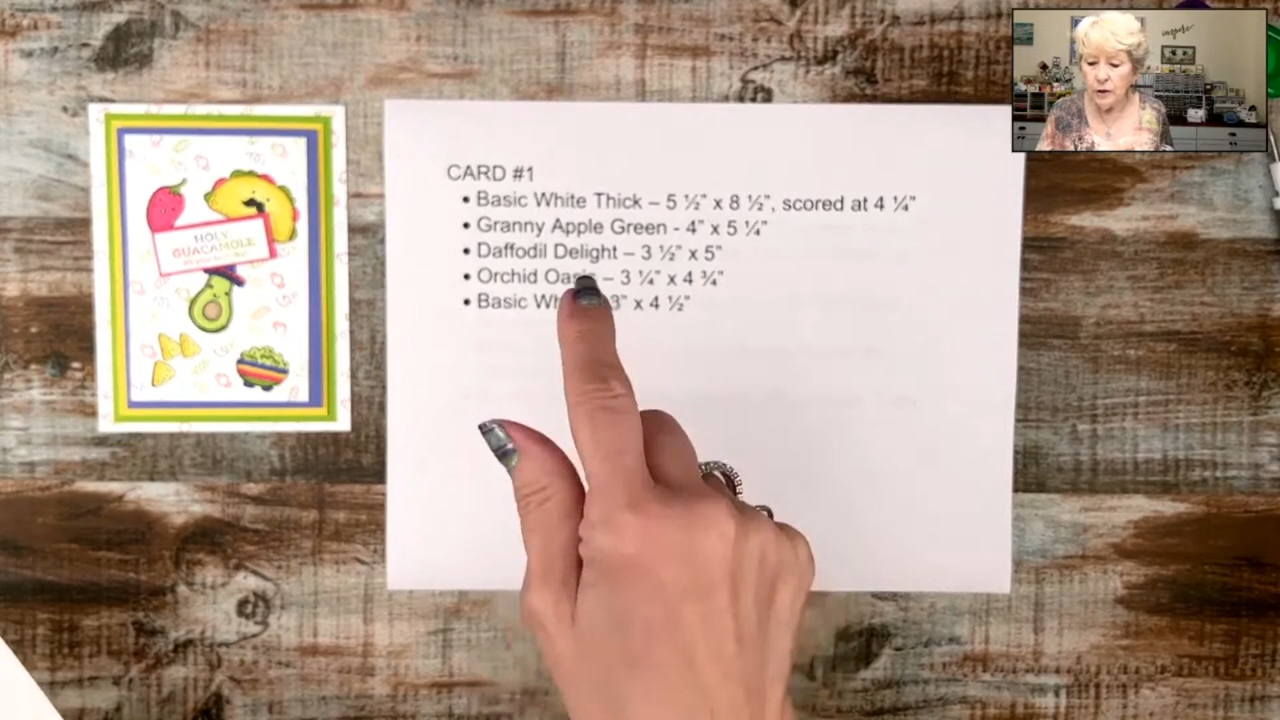 inspire
CARD #1
• Basic White Thick – 5 ½” x 8 ½”, scored at 4 ¼”
• Granny Apple Green - 4” x 5 ¼”
• Daffodil Delight – 3 ½” x 5”
• Orchid Oasis – 3 ¼” x 4 ¾”
• Basic 3” x 4 ½”
HOLY
GUACAMOLE